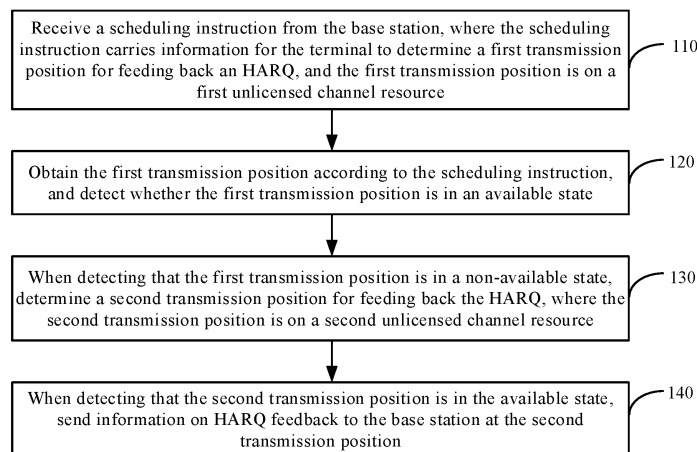 Receive a scheduling instruction from the base station, where the scheduling
instruction carries information for the terminal to determine a first transmission
position for feeding back an HARQ, and the first transmission position is on a
first unlicensed channel resource
110
Obtain the first transmission position according to the scheduling instruction,
and detect whether the first transmission position is in an available state
120
When detecting that the first transmission position is in a non-available state,
determine a second transmission position for feeding back the HARQ, where the
second transmission position is on a second unlicensed channel resource
130
When detecting that the second transmission position is in the available state,
send information on HARQ feedback to the base station at the second
transmission position
140